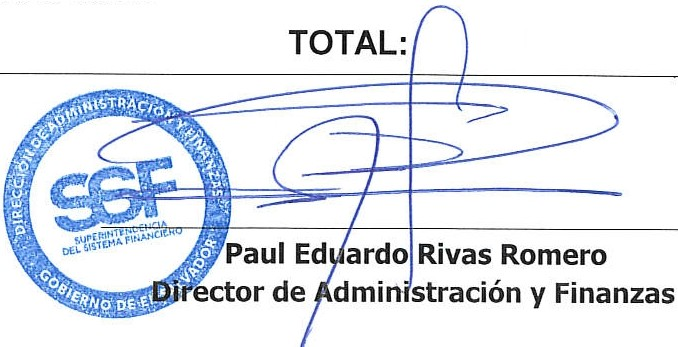 TOTAL:
DIRECCIÓN DE ADMINISTRACIÓN Y FINANZAS
SSF
SUPERINTENDENCIA
DEL SISTEMA FINANCIERO
GOBIERNO DE EL SALVADOR
Paul Eduardo Rivas Romero
Director de Administración y Finanzas